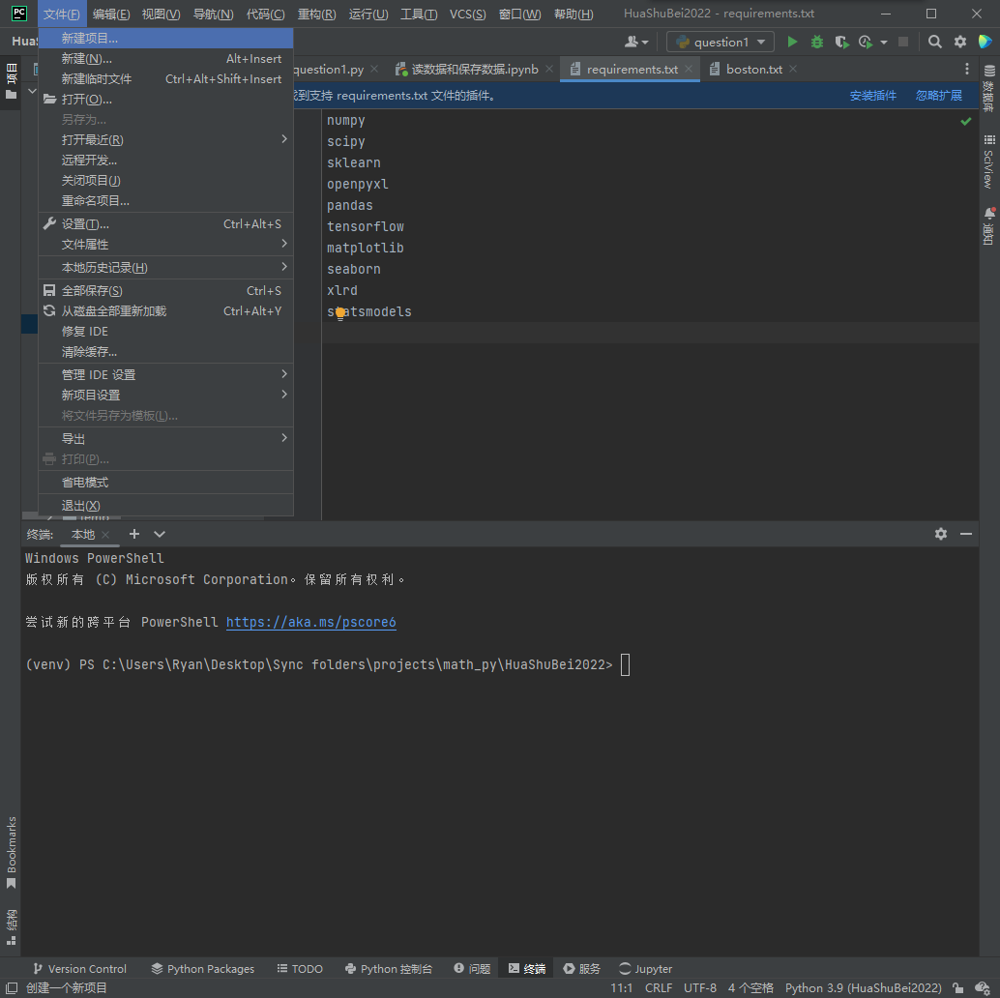 PC 文件(F) 编辑(E) 视图(V) 导航(N) 代码(C) 重构(R) 运行(U) 工具(T) VCS(S) 窗口(W) 帮助(H) HuaShuBei2022 - requirements.txt
question1
新建项目...
新建(N)... Alt+Insert
新建临时文件 Ctrl+Alt+Shift+Insert
打开(O)...
另存为...
打开最近(R)
远程开发...
关闭项目(J)
重命名项目...
设置(T)... Ctrl+Alt+S
文件属性
本地历史记录(H)
全部保存(S) Ctrl+S
从磁盘全部重新加载 Ctrl+Alt+Y
修复 IDE
清除缓存...
管理 IDE 设置
新项目设置
将文件另存为模板(L)...
导出
打印(P)...
省电模式
退出(X)
项目
question1.py 读数据和保存数据.ipynb requirements.txt boston.txt
到支持 requirements.txt 文件的插件。 安装插件 忽略扩展
numpy
scipy
sklearn
openpyxl
pandas
tensorflow
matplotlib
seaborn
xlrd
statsmodels
数据库
SciView
通知
终端: 本地
Windows PowerShell
版权所有 (C) Microsoft Corporation。保留所有权利。
尝试新的跨平台 PowerShell https://aka.ms/pscore6
(venv) PS C:\Users\Ryan\Desktop\Sync folders\projects\math_py\HuaShuBei2022>
Bookmarks
结构
Version Control Python Packages TODO Python 控制台 问题 终端 服务 Jupyter
创建一个新项目 11:1 CRLF UTF-8 4 个空格 Python 3.9 (HuaShuBei2022)